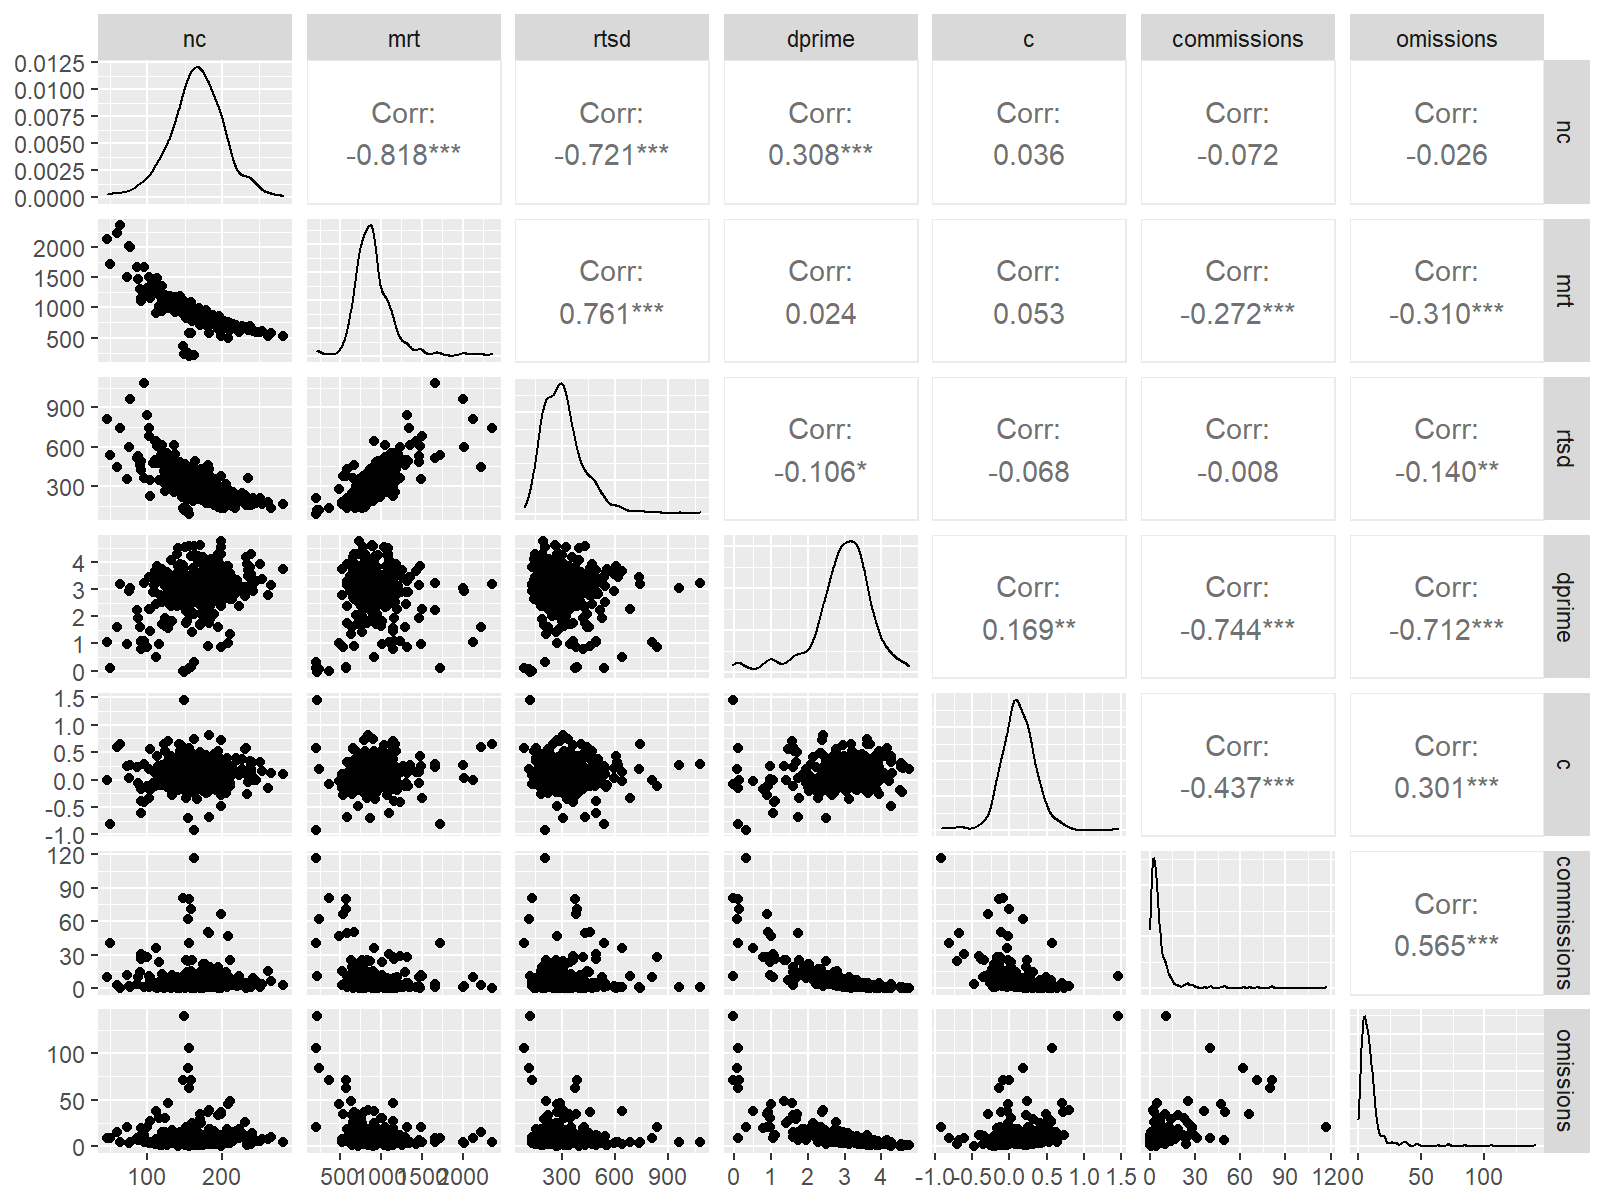 nc mrt rtsd dprime c commissions omissions
0.0125
0.0100
0.0075
0.0050
0.0025
0.0000
Corr: Corr: Corr: Corr: Corr: Corr:
-0.818*** -0.721*** 0.308*** 0.036 -0.072 -0.026
nc
2000
1500
1000
500
Corr: Corr: Corr: Corr: Corr:
0.761*** 0.024 0.053 -0.272*** -0.310***
mrt
900
600
300
Corr: Corr: Corr: Corr:
-0.106* -0.068 -0.008 -0.140**
rtsd
4
3
2
1
0
Corr: Corr: Corr:
0.169** -0.744*** -0.712***
dprime
1.5
1.0
0.5
0.0
-0.5
-1.0
Corr: Corr:
-0.437*** 0.301***
c
120
90
60
30
0
Corr:
0.565***
commissions
100
50
0
omissions
100 200 500 1000 1500 2000 300 600 900 0 1 2 3 4 -1.0 -0.5 0.0 0.5 1.0 1.5 0 30 60 90 120 0 50 100